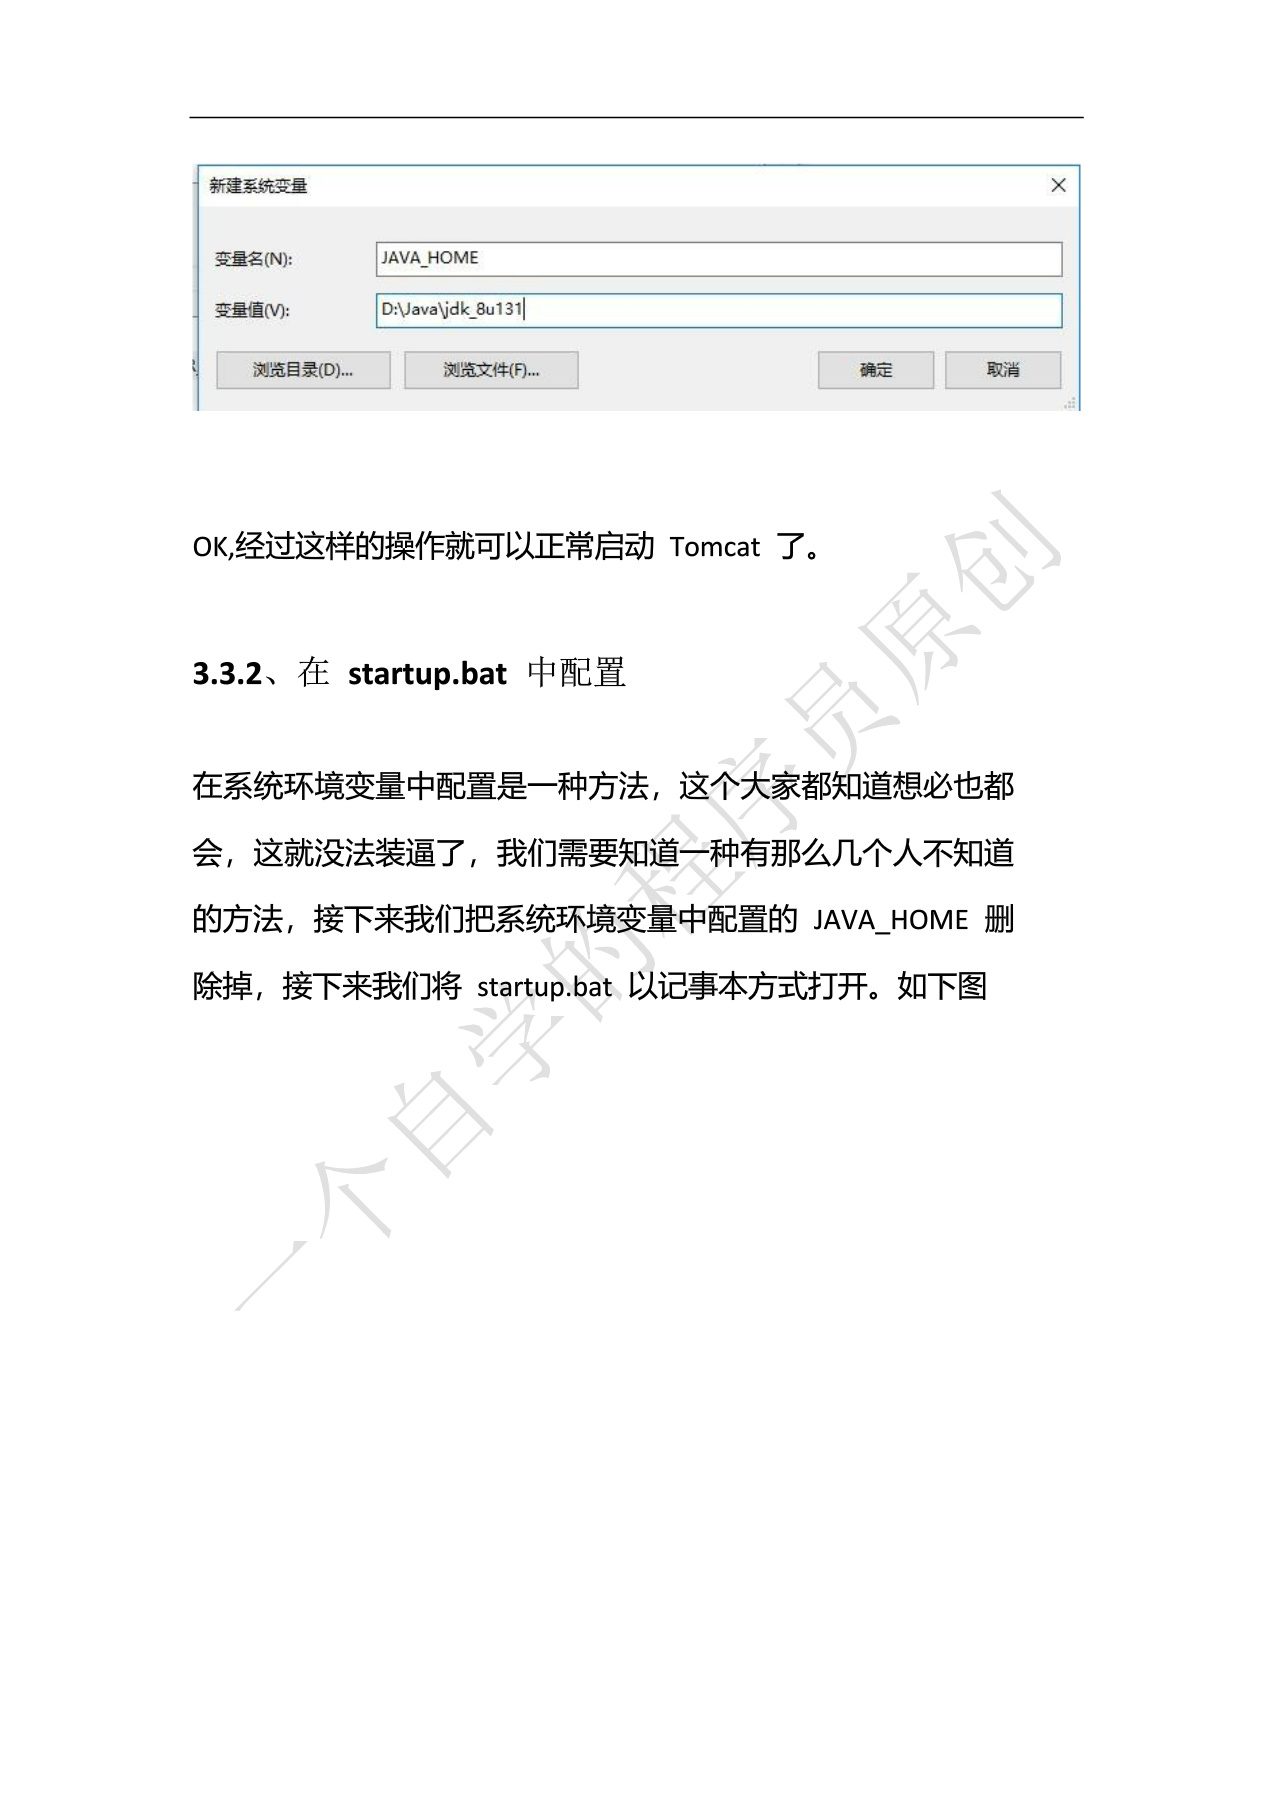 新建系统变量
变量名(N):
JAVA_HOME
变量值(V):
D:\Java\jdk_8u131
浏览目录(D)...
浏览文件(F)...
确定
取消
OK,经过这样的操作就可以正常启动 Tomcat 了。
3.3.2、在 startup.bat 中配置
在系统环境变量中配置是一种方法，这个大家都知道想必也都
会，这就没法装逼了，我们需要知道一种有那么几个人不知道
的方法，接下来我们把系统环境变量中配置的 JAVA_HOME 删
除掉，接下来我们将 startup.bat 以记事本方式打开。如下图
一个自学的程序员原创